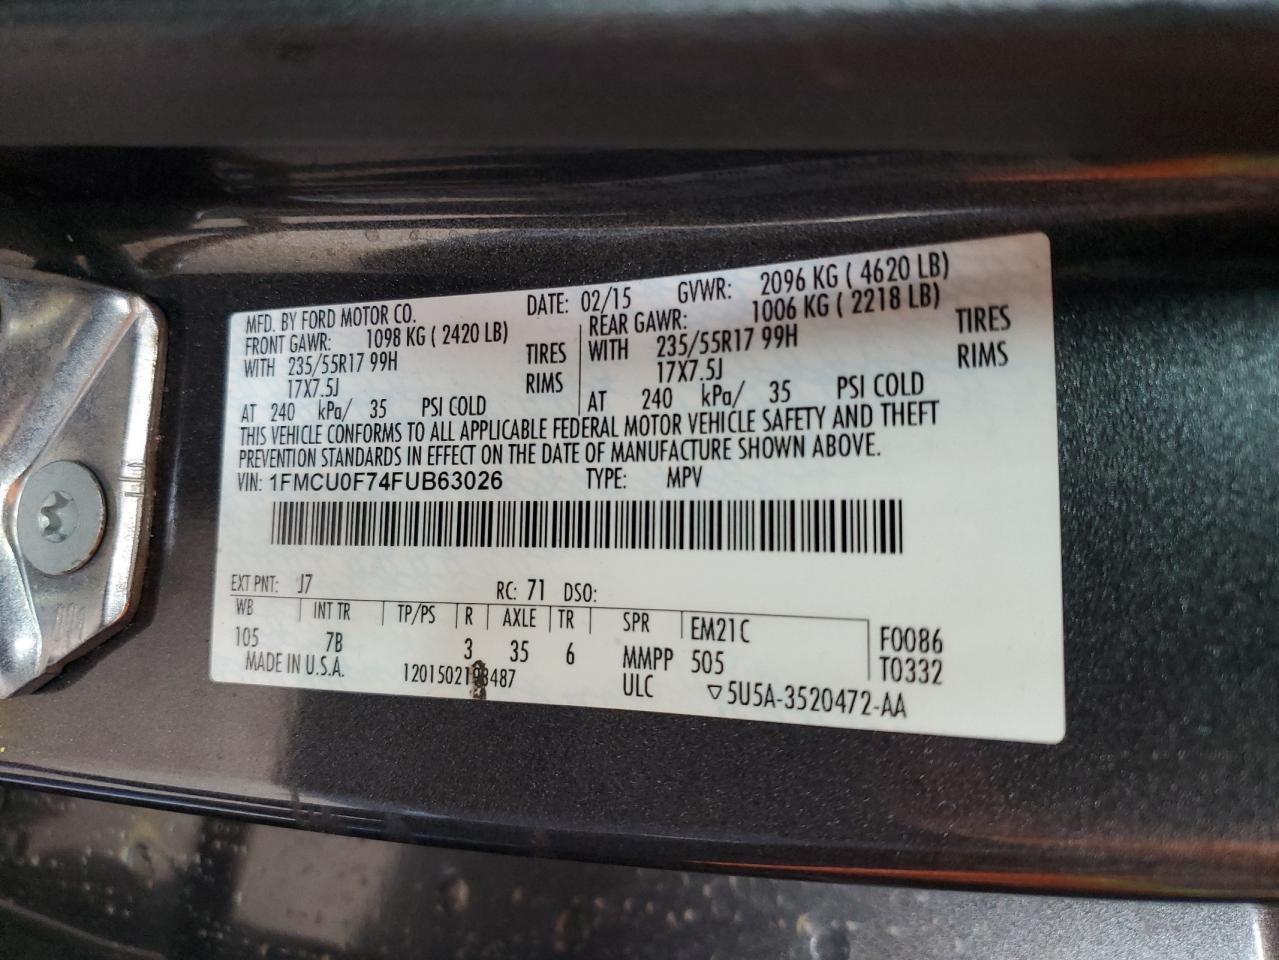 MFD. BY FORD MOTOR CO. DATE: 02/15 GVWR: 2096 KG ( 4620 LB)
FRONT GAWR: 1098 KG ( 2420 LB) REAR GAWR: 1006 KG ( 2218 LB)
WITH 235/55R17 99H TIRES WITH 235/55R17 99H TIRES
17X7.5J RIMS 17X7.5J RIMS
AT 240 kPa/ 35 PSI COLD AT 240 kPa/ 35 PSI COLD
THIS VEHICLE CONFORMS TO ALL APPLICABLE FEDERAL MOTOR VEHICLE SAFETY AND THEFT
PREVENTION STANDARDS IN EFFECT ON THE DATE OF MANUFACTURE SHOWN ABOVE.
VIN: 1FMCU0F74FUB63026 TYPE: MPV
EXT PNT: J7 RC: 71 DSO:
WB INT TR TP/PS R AXLE TR SPR EM21C F0086
105 7B 3 35 6 MMPP 505 T0332
MADE IN U.S.A. ULC ▽5U5A-3520472-AA